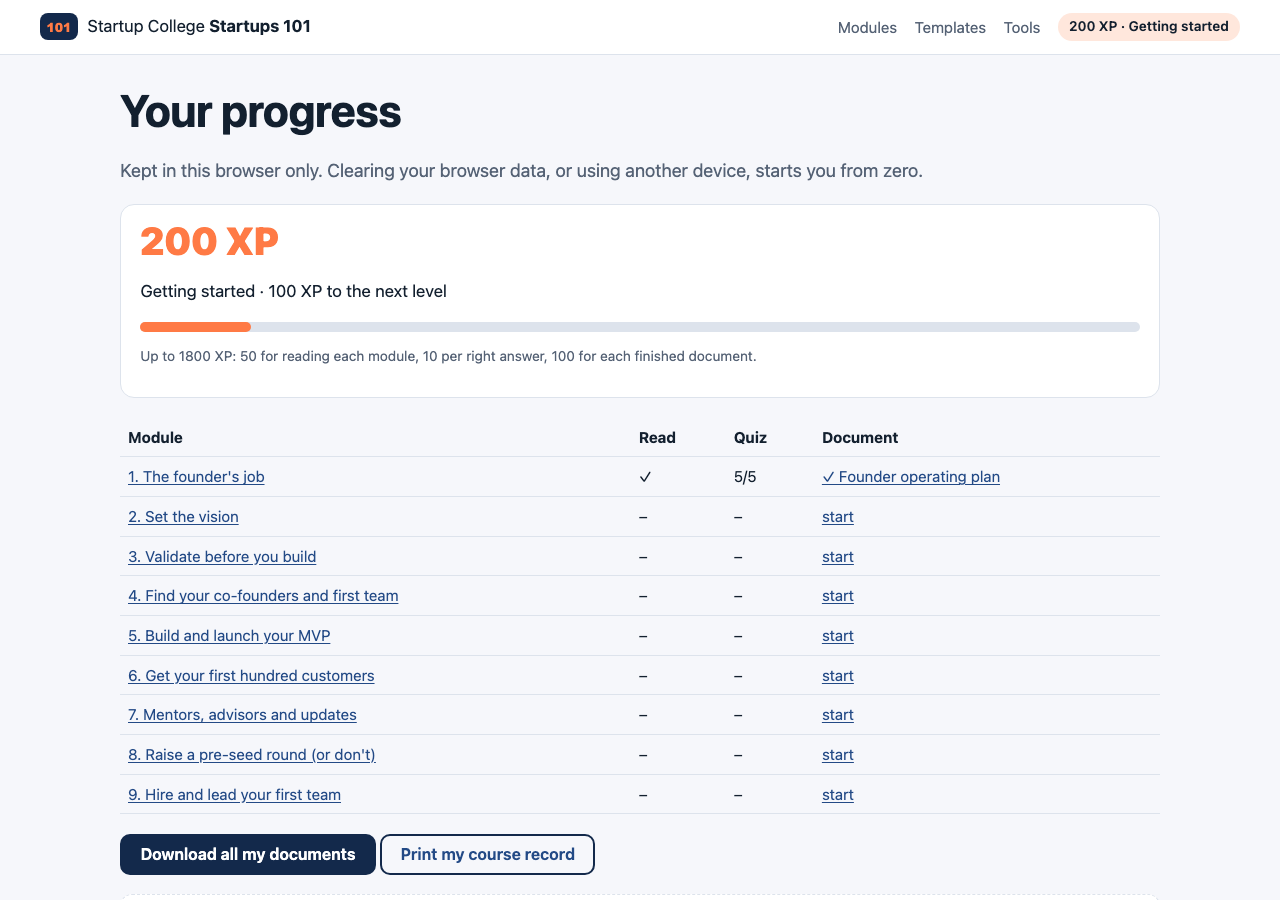 101 Startup College Startups 101
Modules Templates Tools 200 XP · Getting started
Your progress
Kept in this browser only. Clearing your browser data, or using another device, starts you from zero.
200 XP
Getting started · 100 XP to the next level
Up to 1800 XP: 50 for reading each module, 10 per right answer, 100 for each finished document.
Module Read Quiz Document
1. The founder's job ✓ 5/5 ✓ Founder operating plan
2. Set the vision – – start
3. Validate before you build – – start
4. Find your co-founders and first team – – start
5. Build and launch your MVP – – start
6. Get your first hundred customers – – start
7. Mentors, advisors and updates – – start
8. Raise a pre-seed round (or don't) – – start
9. Hire and lead your first team – – start
Download all my documents Print my course record